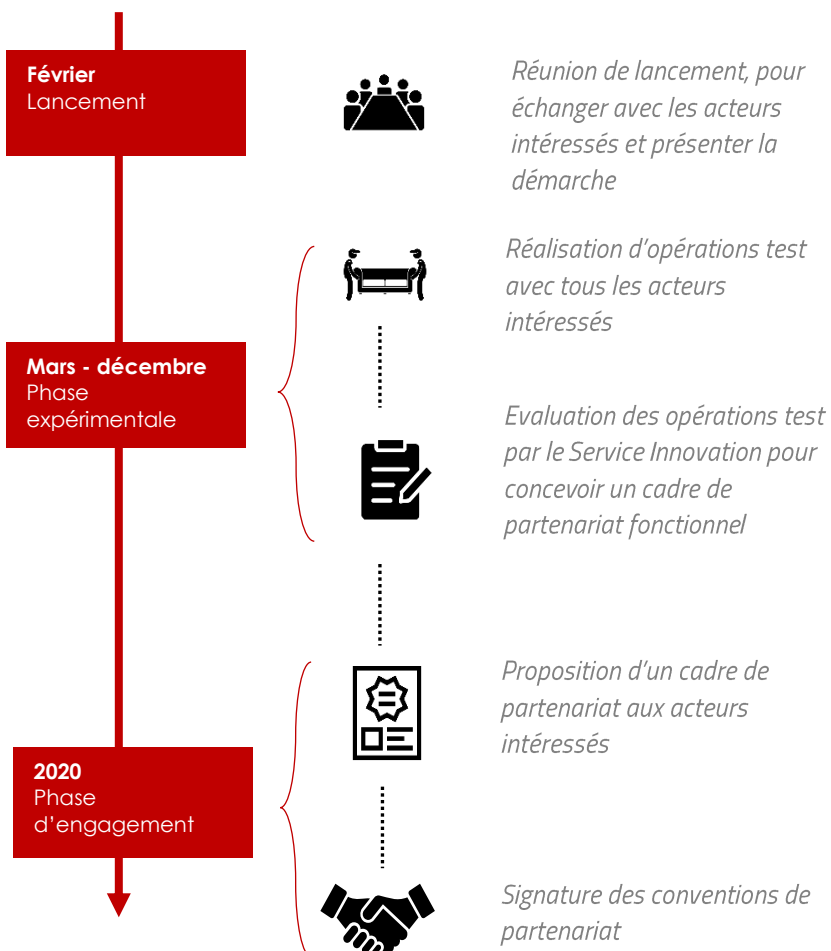 Février
Lancement
Réunion de lancement, pour
échanger avec les acteurs
intéressés et présenter la
démarche
Réalisation d'opérations test
avec tous les acteurs
intéressés
Mars - décembre
Phase
expérimentale
Evaluation des opérations test
par le Service Innovation pour
concevoir un cadre de
partenariat fonctionnel
Proposition d'un cadre de
partenariat aux acteurs
intéressés
2020
Phase
d'engagement
Signature des conventions de
partenariat